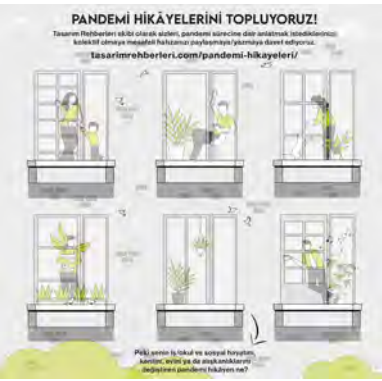 PANDEMİ HİKÂYELERİNİ TOPLUYORUZ!
Tasarım Rehberleri ekibi olarak sizleri, pandemi sürecine dair anlatmak istediklerinizi
kolektif olmaya mesafeli halinizi paylaşmaya/yazmaya davet ediyoruz.
tasarimrehberleri.com/pandemi-hikayeleri/
Peki senin iş/okul ve sosyal hayatını,
kentini, evini ya da alışkanlıklarını
değiştiren pandemi hikâyen ne?